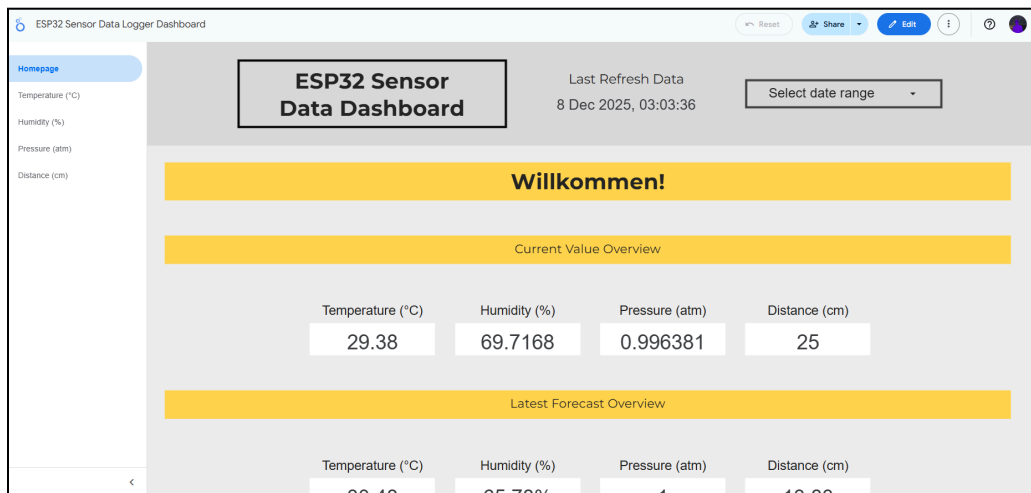 ESP32 Sensor Data Logger Dashboard
Reset
Share
Edit
Homepage
Temperature (°C)
Humidity (%)
Pressure (atm)
Distance (cm)
ESP32 Sensor
Data Dashboard
Last Refresh Data
8 Dec 2025, 03:03:36
Select date range
Willkommen!
Current Value Overview
Temperature (°C) Humidity (%) Pressure (atm) Distance (cm)
29.38 69.7168 0.996381 25
Latest Forecast Overview
Temperature (°C) Humidity (%) Pressure (atm) Distance (cm)